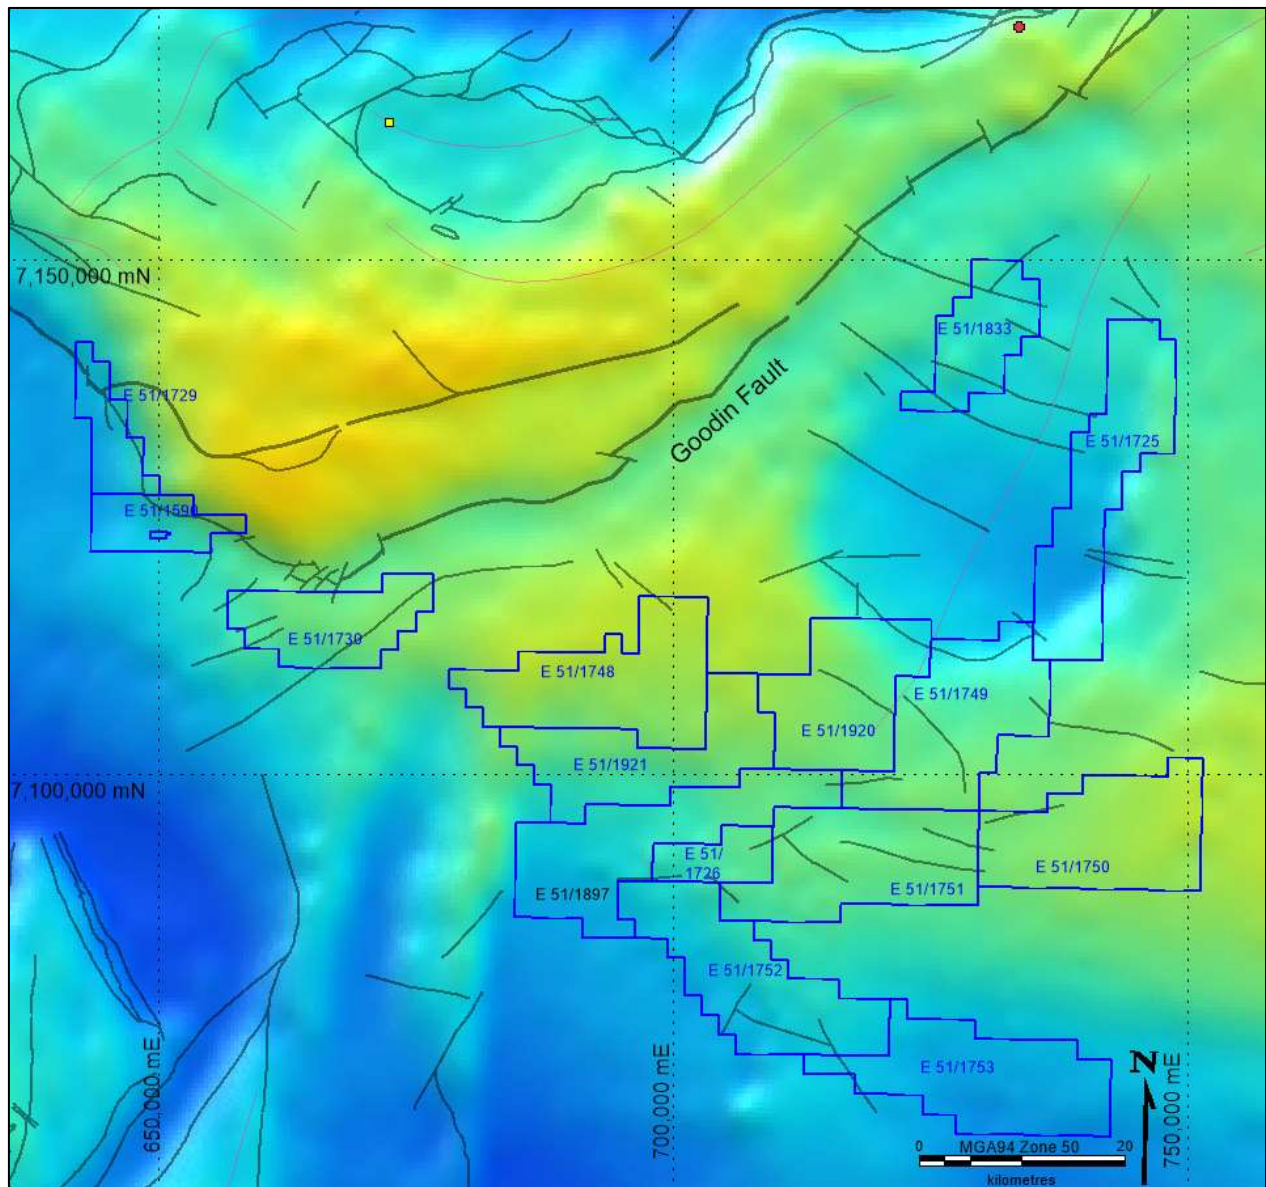 7,150,000 mN
E 51/1833
Goodin Fault
E 51/1729
E 51/1725
E 51/1590
E 51/1730
E 51/1748
E 51/1749
E 51/1920
E 51/1921
7,100,000 mN
E 51/
1726
E 51/1750
E 51/1897
E 51/1751
E 51/1752
E 51/1753
650,000 mE
700,000 mE
750,000 mE
N
0 MGA94 Zone 50 20
kilometres